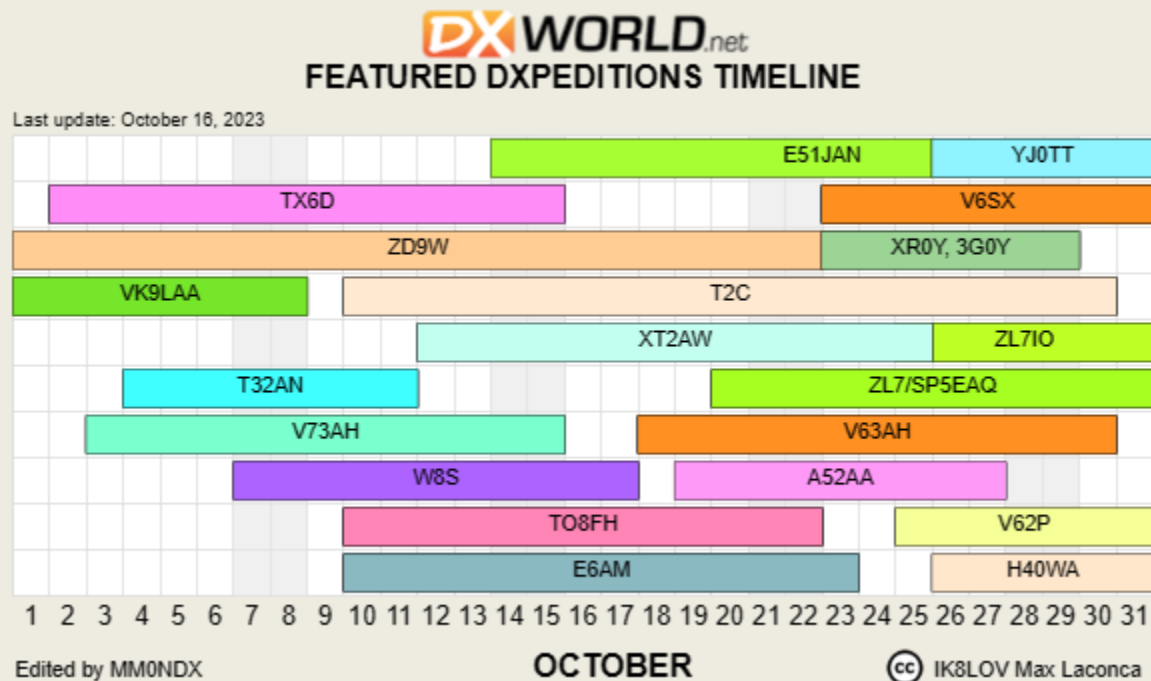 DX WORLD.net
FEATURED DXPEDITIONS TIMELINE
Last update: October 16, 2023
E51JAN YJ0TT
TX6D V6SX
ZD9W XR0Y, 3G0Y
VK9LAA T2C
XT2AW ZL7IO
T32AN ZL7/SP5EAQ
V73AH V63AH
W8S A52AA
TO8FH V62P
E6AM H40WA
1 2 3 4 5 6 7 8 9 10 11 12 13 14 15 16 17 18 19 20 21 22 23 24 25 26 27 28 29 30 31
Edited by MM0NDX OCTOBER cc IK8LOV Max Laconca